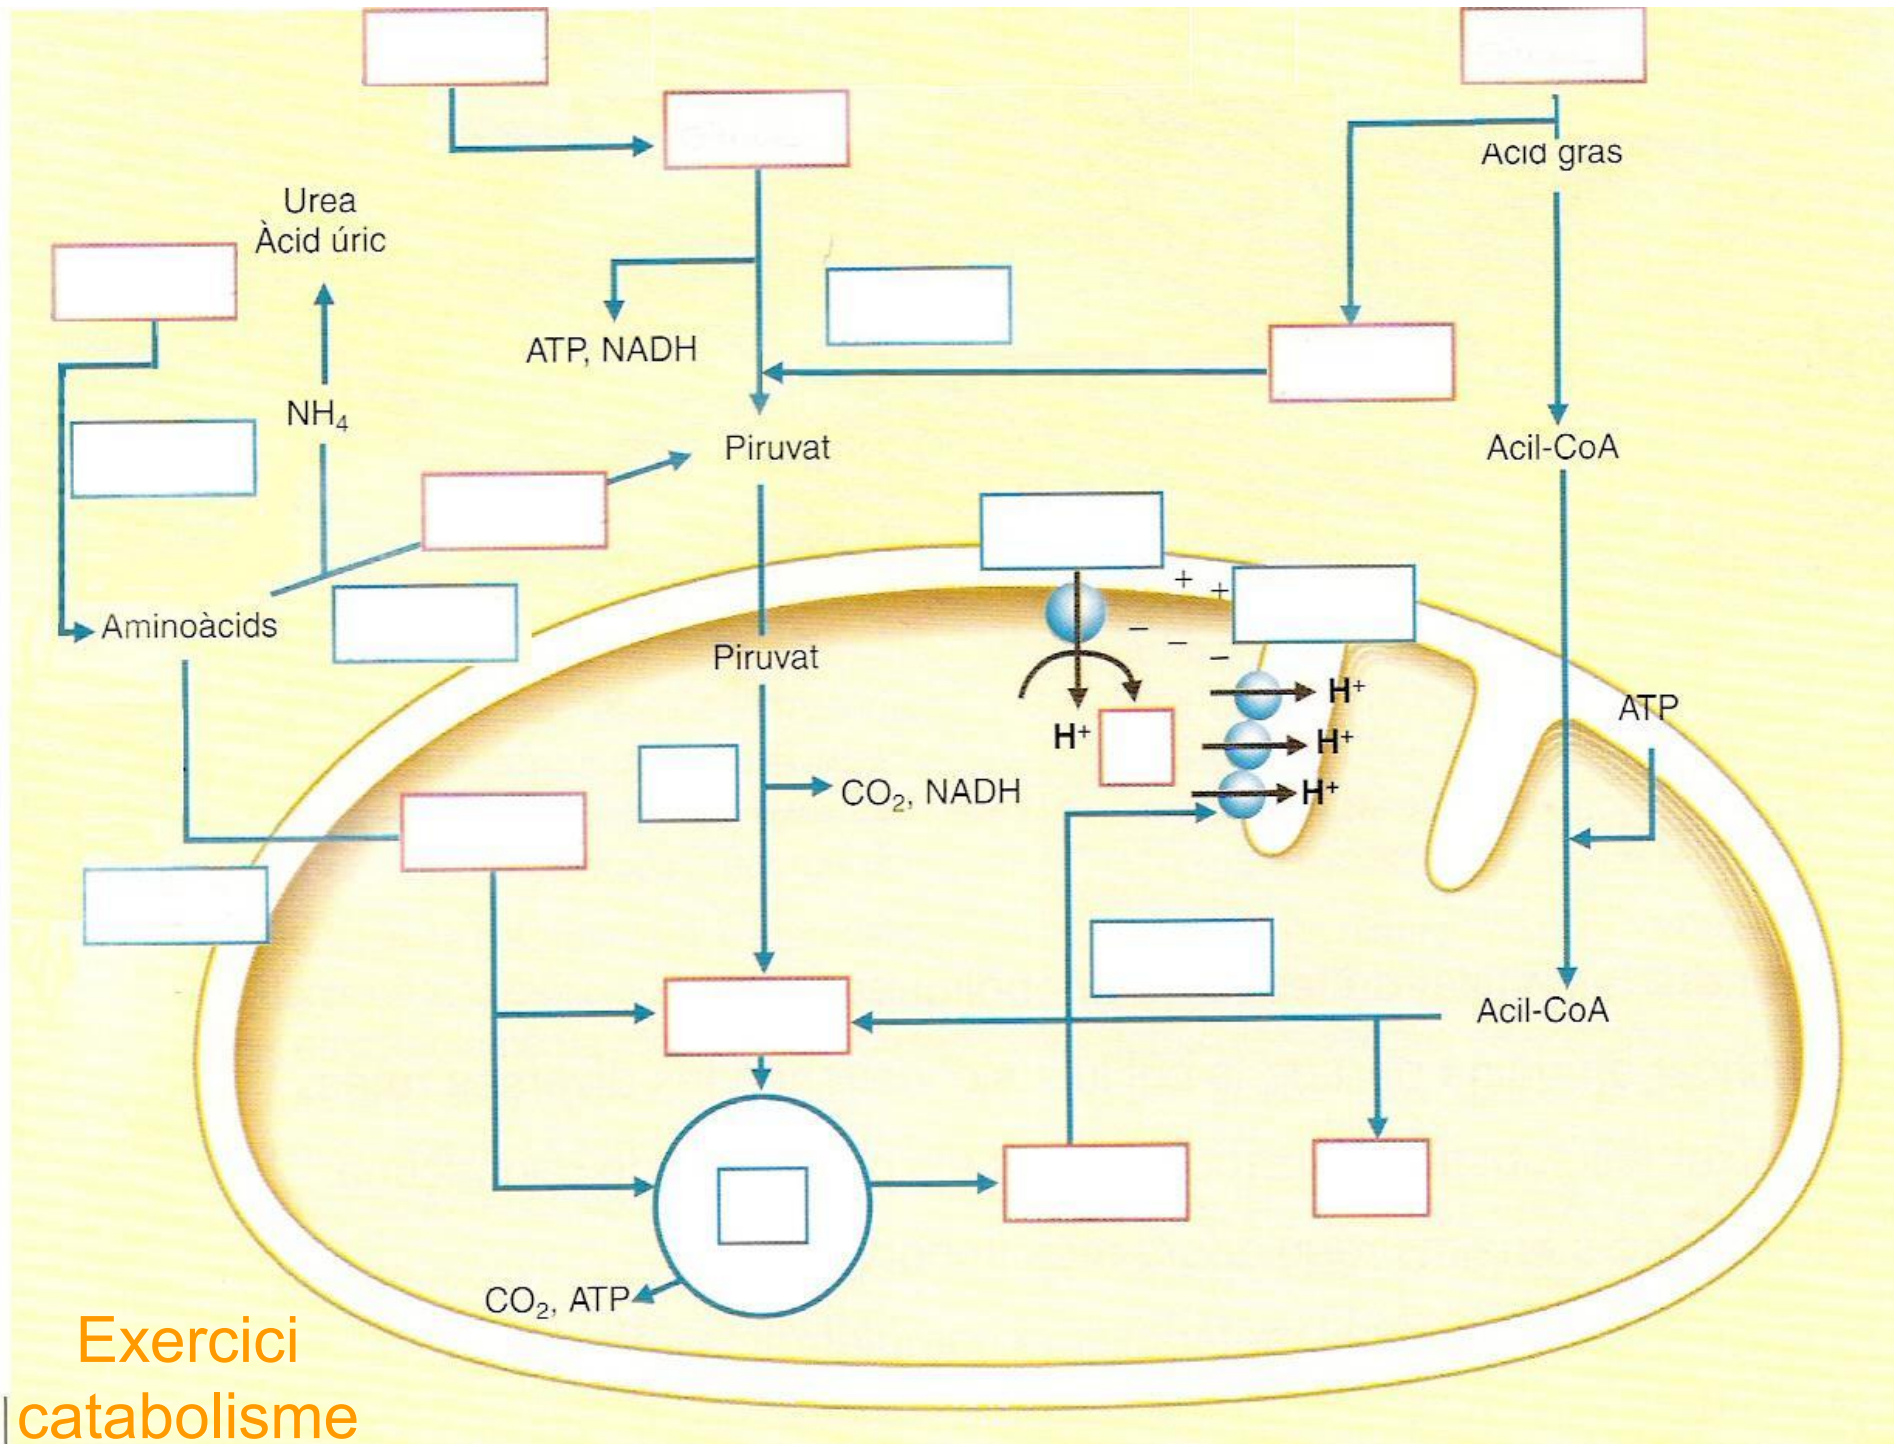 Àcid gras
Urea
Àcid úric
ATP, NADH
NH₄
Piruvat
Acil-CoA
Aminoàcids
+
+
–
–
–
Piruvat
H⁺
ATP
H⁺
H⁺
CO₂, NADH
H⁺
Acil-CoA
CO₂, ATP
Exercici
catabolisme